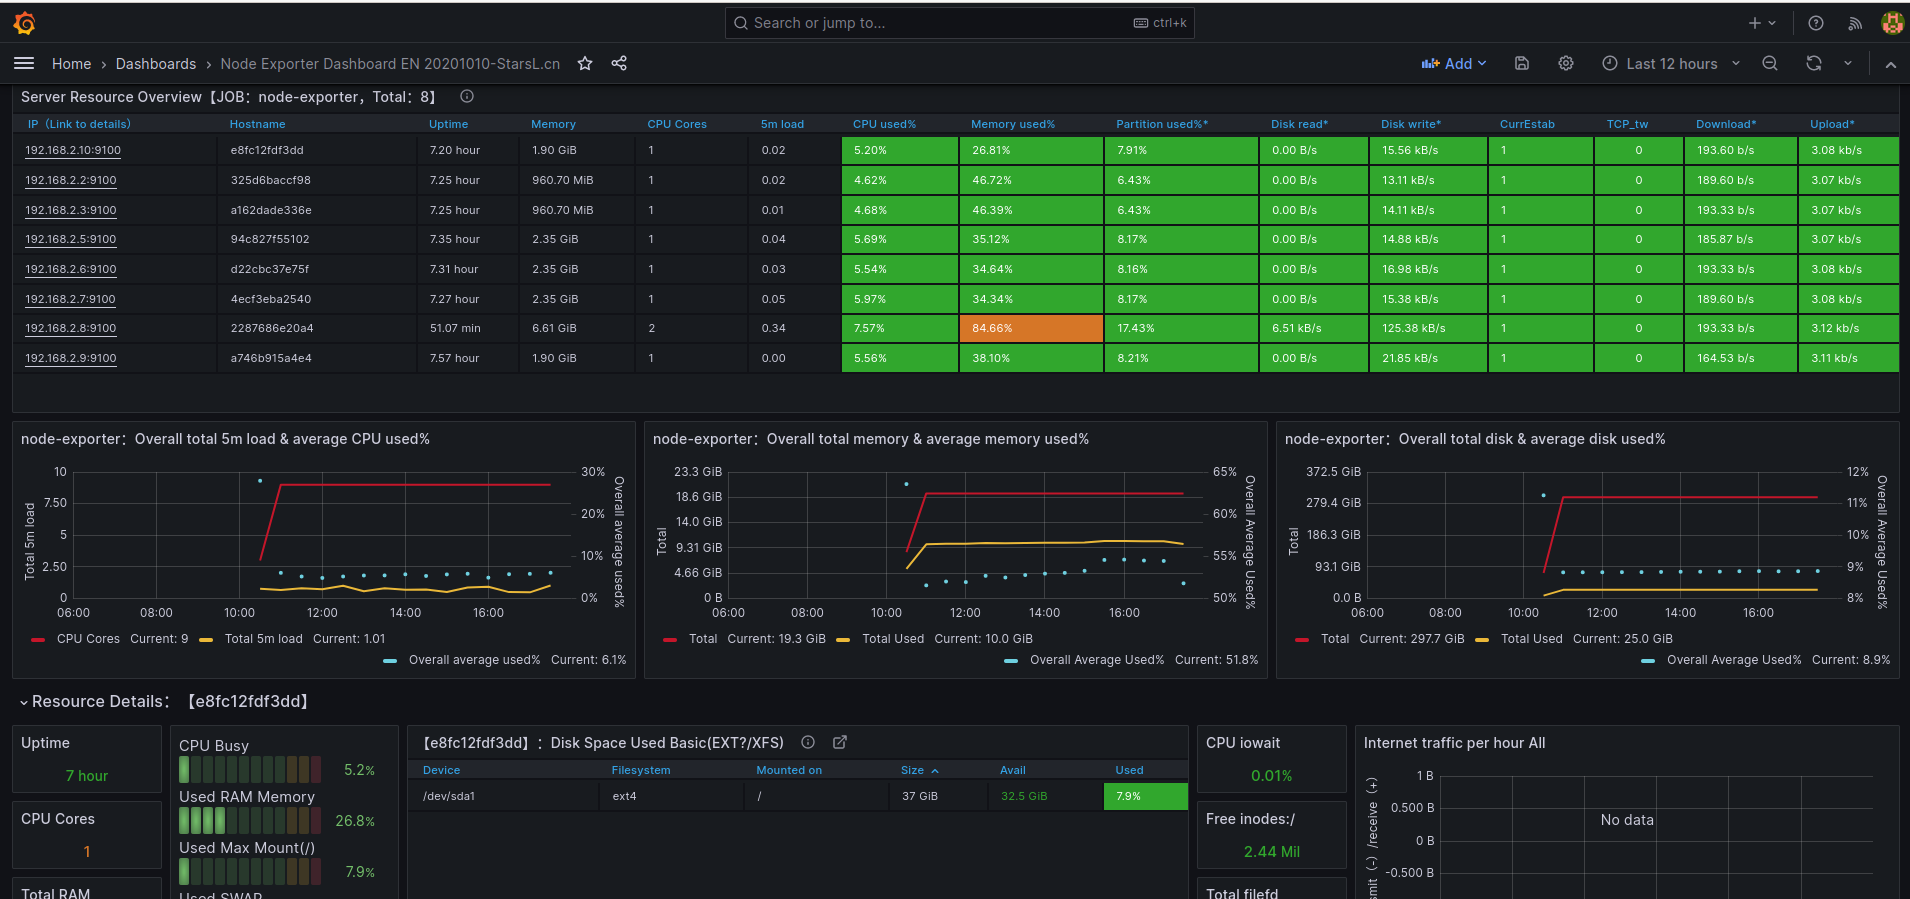 Search or jump to... ctrl+k
Home › Dashboards › Node Exporter Dashboard EN 20201010-StarsL.cn Add Last 12 hours
Server Resource Overview【JOB：node-exporter，Total：8】
IP（Link to details） Hostname Uptime Memory CPU Cores 5m load CPU used% Memory used% Partition used%* Disk read* Disk write* CurrEstab TCP_tw Download* Upload*
192.168.2.10:9100 e8fc12fdf3dd 7.20 hour 1.90 GiB 1 0.02 5.20% 26.81% 7.91% 0.00 B/s 15.56 kB/s 1 0 193.60 b/s 3.08 kb/s
192.168.2.2:9100 325d6baccf98 7.25 hour 960.70 MiB 1 0.02 4.62% 46.72% 6.43% 0.00 B/s 13.11 kB/s 1 0 189.60 b/s 3.07 kb/s
192.168.2.3:9100 a162dade336e 7.25 hour 960.70 MiB 1 0.01 4.68% 46.39% 6.43% 0.00 B/s 14.11 kB/s 1 0 193.33 b/s 3.07 kb/s
192.168.2.5:9100 94c827f55102 7.35 hour 2.35 GiB 1 0.04 5.69% 35.12% 8.17% 0.00 B/s 14.88 kB/s 1 0 185.87 b/s 3.07 kb/s
192.168.2.6:9100 d22cbc37e75f 7.31 hour 2.35 GiB 1 0.03 5.54% 34.64% 8.16% 0.00 B/s 16.98 kB/s 1 0 193.33 b/s 3.08 kb/s
192.168.2.7:9100 4ecf3eba2540 7.27 hour 2.35 GiB 1 0.05 5.97% 34.34% 8.17% 0.00 B/s 15.38 kB/s 1 0 189.60 b/s 3.08 kb/s
192.168.2.8:9100 2287686e20a4 51.07 min 6.61 GiB 2 0.34 7.57% 84.66% 17.43% 6.51 kB/s 125.38 kB/s 1 0 193.33 b/s 3.12 kb/s
192.168.2.9:9100 a746b915a4e4 7.57 hour 1.90 GiB 1 0.00 5.56% 38.10% 8.21% 0.00 B/s 21.85 kB/s 1 0 164.53 b/s 3.11 kb/s
node-exporter：Overall total 5m load & average CPU used%
10
7.50
5
2.50
0
Total 5m load
30%
20%
10%
0%
Overall average used%
06:00 08:00 10:00 12:00 14:00 16:00
CPU Cores Current: 9 Total 5m load Current: 1.01
Overall average used% Current: 6.1%
node-exporter：Overall total memory & average memory used%
23.3 GiB
18.6 GiB
14.0 GiB
9.31 GiB
4.66 GiB
0 B
Total
65%
60%
55%
50%
Overall Average Used%
06:00 08:00 10:00 12:00 14:00 16:00
Total Current: 19.3 GiB Total Used Current: 10.0 GiB
Overall Average Used% Current: 51.8%
node-exporter：Overall total disk & average disk used%
372.5 GiB
279.4 GiB
186.3 GiB
93.1 GiB
0.0 B
Total
12%
11%
10%
9%
8%
Overall Average Used%
06:00 08:00 10:00 12:00 14:00 16:00
Total Current: 297.7 GiB Total Used Current: 25.0 GiB
Overall Average Used% Current: 8.9%
Resource Details：【e8fc12fdf3dd】
Uptime
7 hour
CPU Cores
1
Total RAM
CPU Busy
5.2%
Used RAM Memory
26.8%
Used Max Mount(/)
7.9%
Used SWAP
【e8fc12fdf3dd】：Disk Space Used Basic(EXT?/XFS)
Device Filesystem Mounted on Size Avail Used
/dev/sda1 ext4 / 37 GiB 32.5 GiB 7.9%
CPU iowait
0.01%
Free inodes:/
2.44 Mil
Total filefd
Internet traffic per hour All
1 B
0.500 B
0 B
-0.500 B
smit（-）/receive（+）
No data